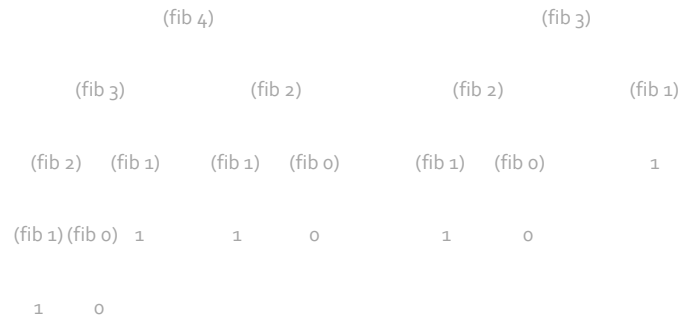 (fib 4) (fib 3)
(fib 3) (fib 2) (fib 2) (fib 1)
(fib 2) (fib 1) (fib 1) (fib 0) (fib 1) (fib 0) 1
(fib 1) (fib 0) 1 1 0 1 0
1 0